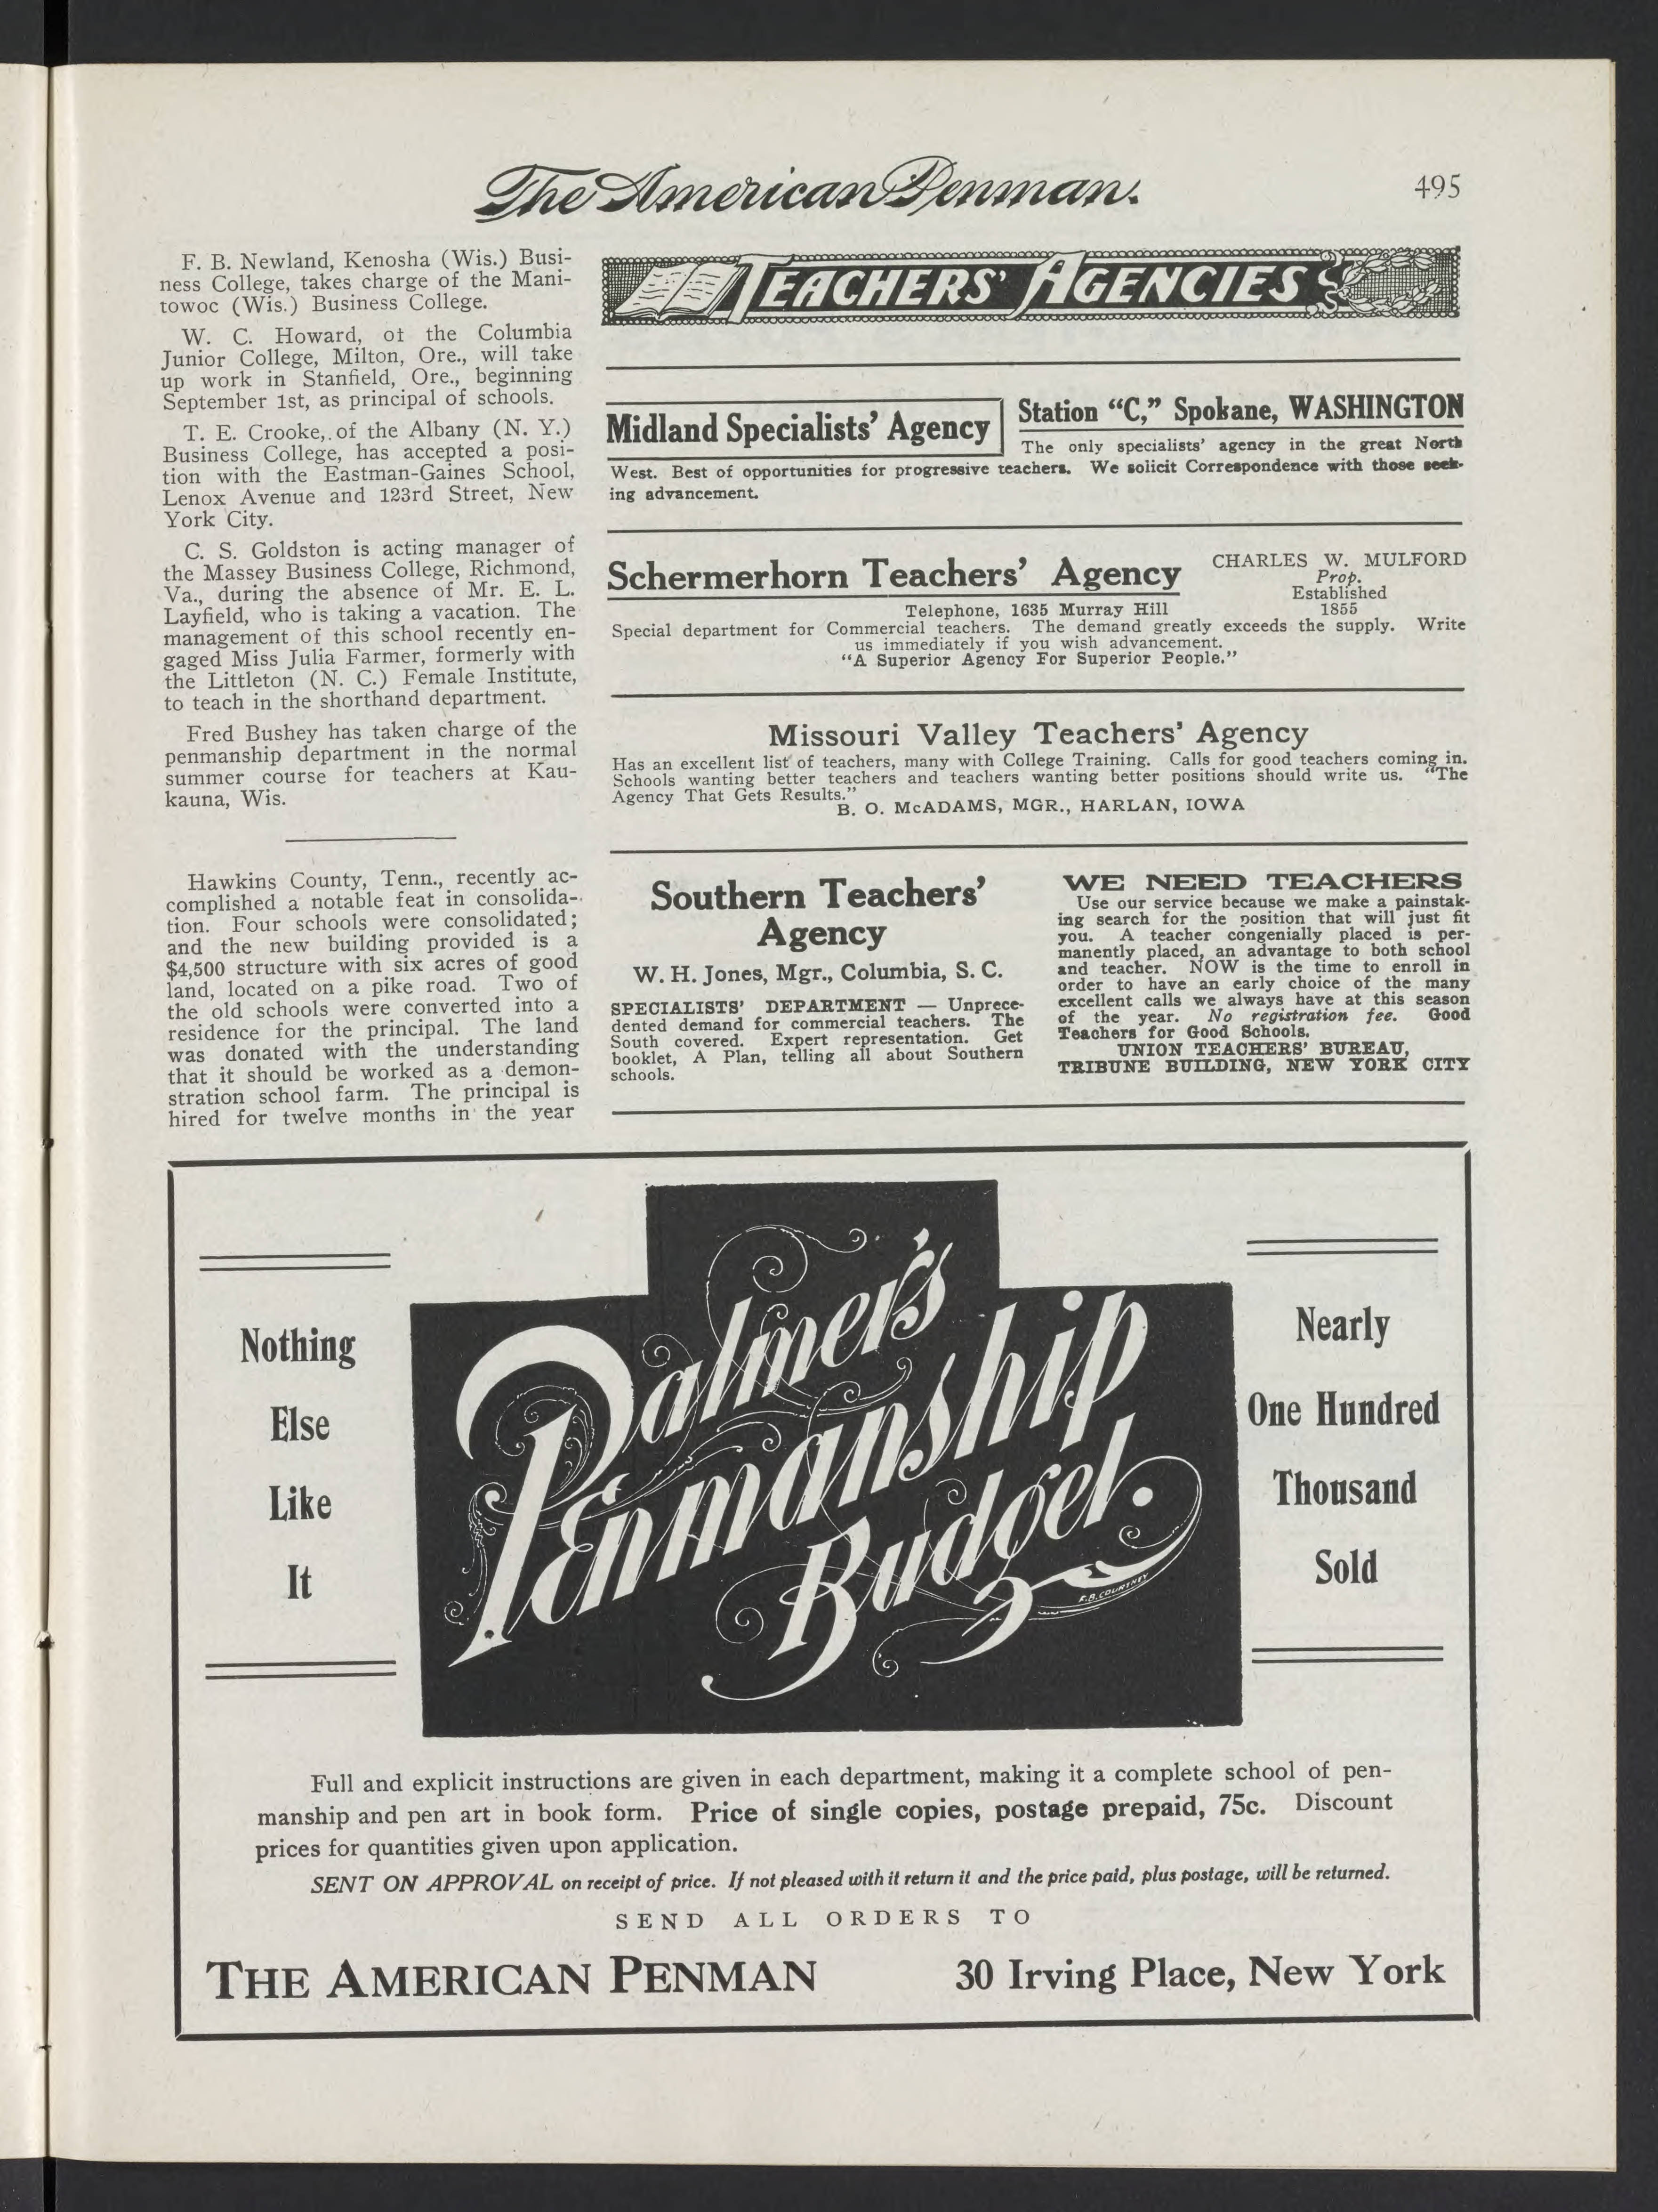 The American Penman.
495
F. B. Newland, Kenosha (Wis.) Busi-
ness College, takes charge of the Mani-
towoc (Wis.) Business College.
W. C. Howard, ot the Columbia
Junior College, Milton, Ore., will take
up work in Stanfield, Ore., beginning
September 1st, as principal of schools.
T. E. Crooke, of the Albany (N. Y.)
Business College, has accepted a posi-
tion with the Eastman-Gaines School,
Lenox Avenue and 123rd Street, New
York City.
C. S. Goldston is acting manager of
the Massey Business College, Richmond,
Va., during the absence of Mr. E. L.
Layfield, who is taking a vacation. The
management of this school recently en-
gaged Miss Julia Farmer, formerly with
the Littleton (N. C.) Female Institute,
to teach in the shorthand department.
Fred Bushey has taken charge of the
penmanship department in the normal
summer course for teachers at Kau-
kauna, Wis.
Hawkins County, Tenn., recently ac-
complished a notable feat in consolida-
tion. Four schools were consolidated;
and the new building provided is a
$4,500 structure with six acres of good
land, located on a pike road. Two of
the old schools were converted into a
residence for the principal. The land
was donated with the understanding
that it should be worked as a demon-
stration school farm. The principal is
hired for twelve months in the year
TEACHERS' AGENCIES
Midland Specialists' Agency
Station "C," Spokane, WASHINGTON
The only specialists' agency in the great North
West. Best of opportunities for progressive teachers. We solicit Correspondence with those seek-
ing advancement.
Schermerhorn Teachers' Agency
CHARLES W. MULFORD
Prop.
Established
1855
Telephone, 1635 Murray Hill
Special department for Commercial teachers. The demand greatly exceeds the supply. Write
us immediately if you wish advancement.
"A Superior Agency For Superior People."
Missouri Valley Teachers' Agency
Has an excellent list of teachers, many with College Training. Calls for good teachers coming in.
Schools wanting better teachers and teachers wanting better positions should write us. "The
Agency That Gets Results."
B. O. McADAMS, MGR., HARLAN, IOWA
Southern Teachers'
Agency
W. H. Jones, Mgr., Columbia, S. C.
SPECIALISTS' DEPARTMENT — Unprece-
dented demand for commercial teachers. The
South covered. Expert representation. Get
booklet, A Plan, telling all about Southern
schools.
WE NEED TEACHERS
Use our service because we make a painstak-
ing search for the position that will just fit
you. A teacher congenially placed is per-
manently placed, an advantage to both school
and teacher. NOW is the time to enroll in
order to have an early choice of the many
excellent calls we always have at this season
of the year. No registration fee. Good
Teachers for Good Schools.
UNION TEACHERS' BUREAU,
TRIBUNE BUILDING, NEW YORK CITY
Nothing
Else
Like
It
Palmer's
Penmanship
Budget.
F.B. COURTNEY
Nearly
One Hundred
Thousand
Sold
Full and explicit instructions are given in each department, making it a complete school of pen-
manship and pen art in book form. Price of single copies, postage prepaid, 75c. Discount
prices for quantities given upon application.
SENT ON APPROVAL on receipt of price. If not pleased with it return it and the price paid, plus postage, will be returned.
SEND ALL ORDERS TO
THE AMERICAN PENMAN
30 Irving Place, New York